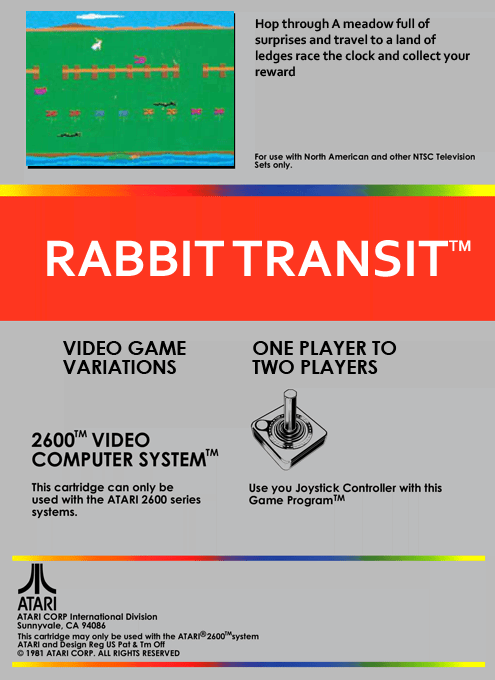 Hop through A meadow full of
surprises and travel to a land of
ledges race the clock and collect your
reward
For use with North American and other NTSC Television
Sets only.
RABBIT TRANSIT™
VIDEO GAME
VARIATIONS
ONE PLAYER TO
TWO PLAYERS
2600™ VIDEO
COMPUTER SYSTEM™
This cartridge can only be
used with the ATARI 2600 series
systems.
Use you Joystick Controller with this
Game Program™
ATARI
ATARI CORP International Division
Sunnyvale, CA 94086
This cartridge may only be used with the ATARI® 2600™system
ATARI and Design Reg US Pat & Tm Off
© 1981 ATARI CORP. ALL RIGHTS RESERVED